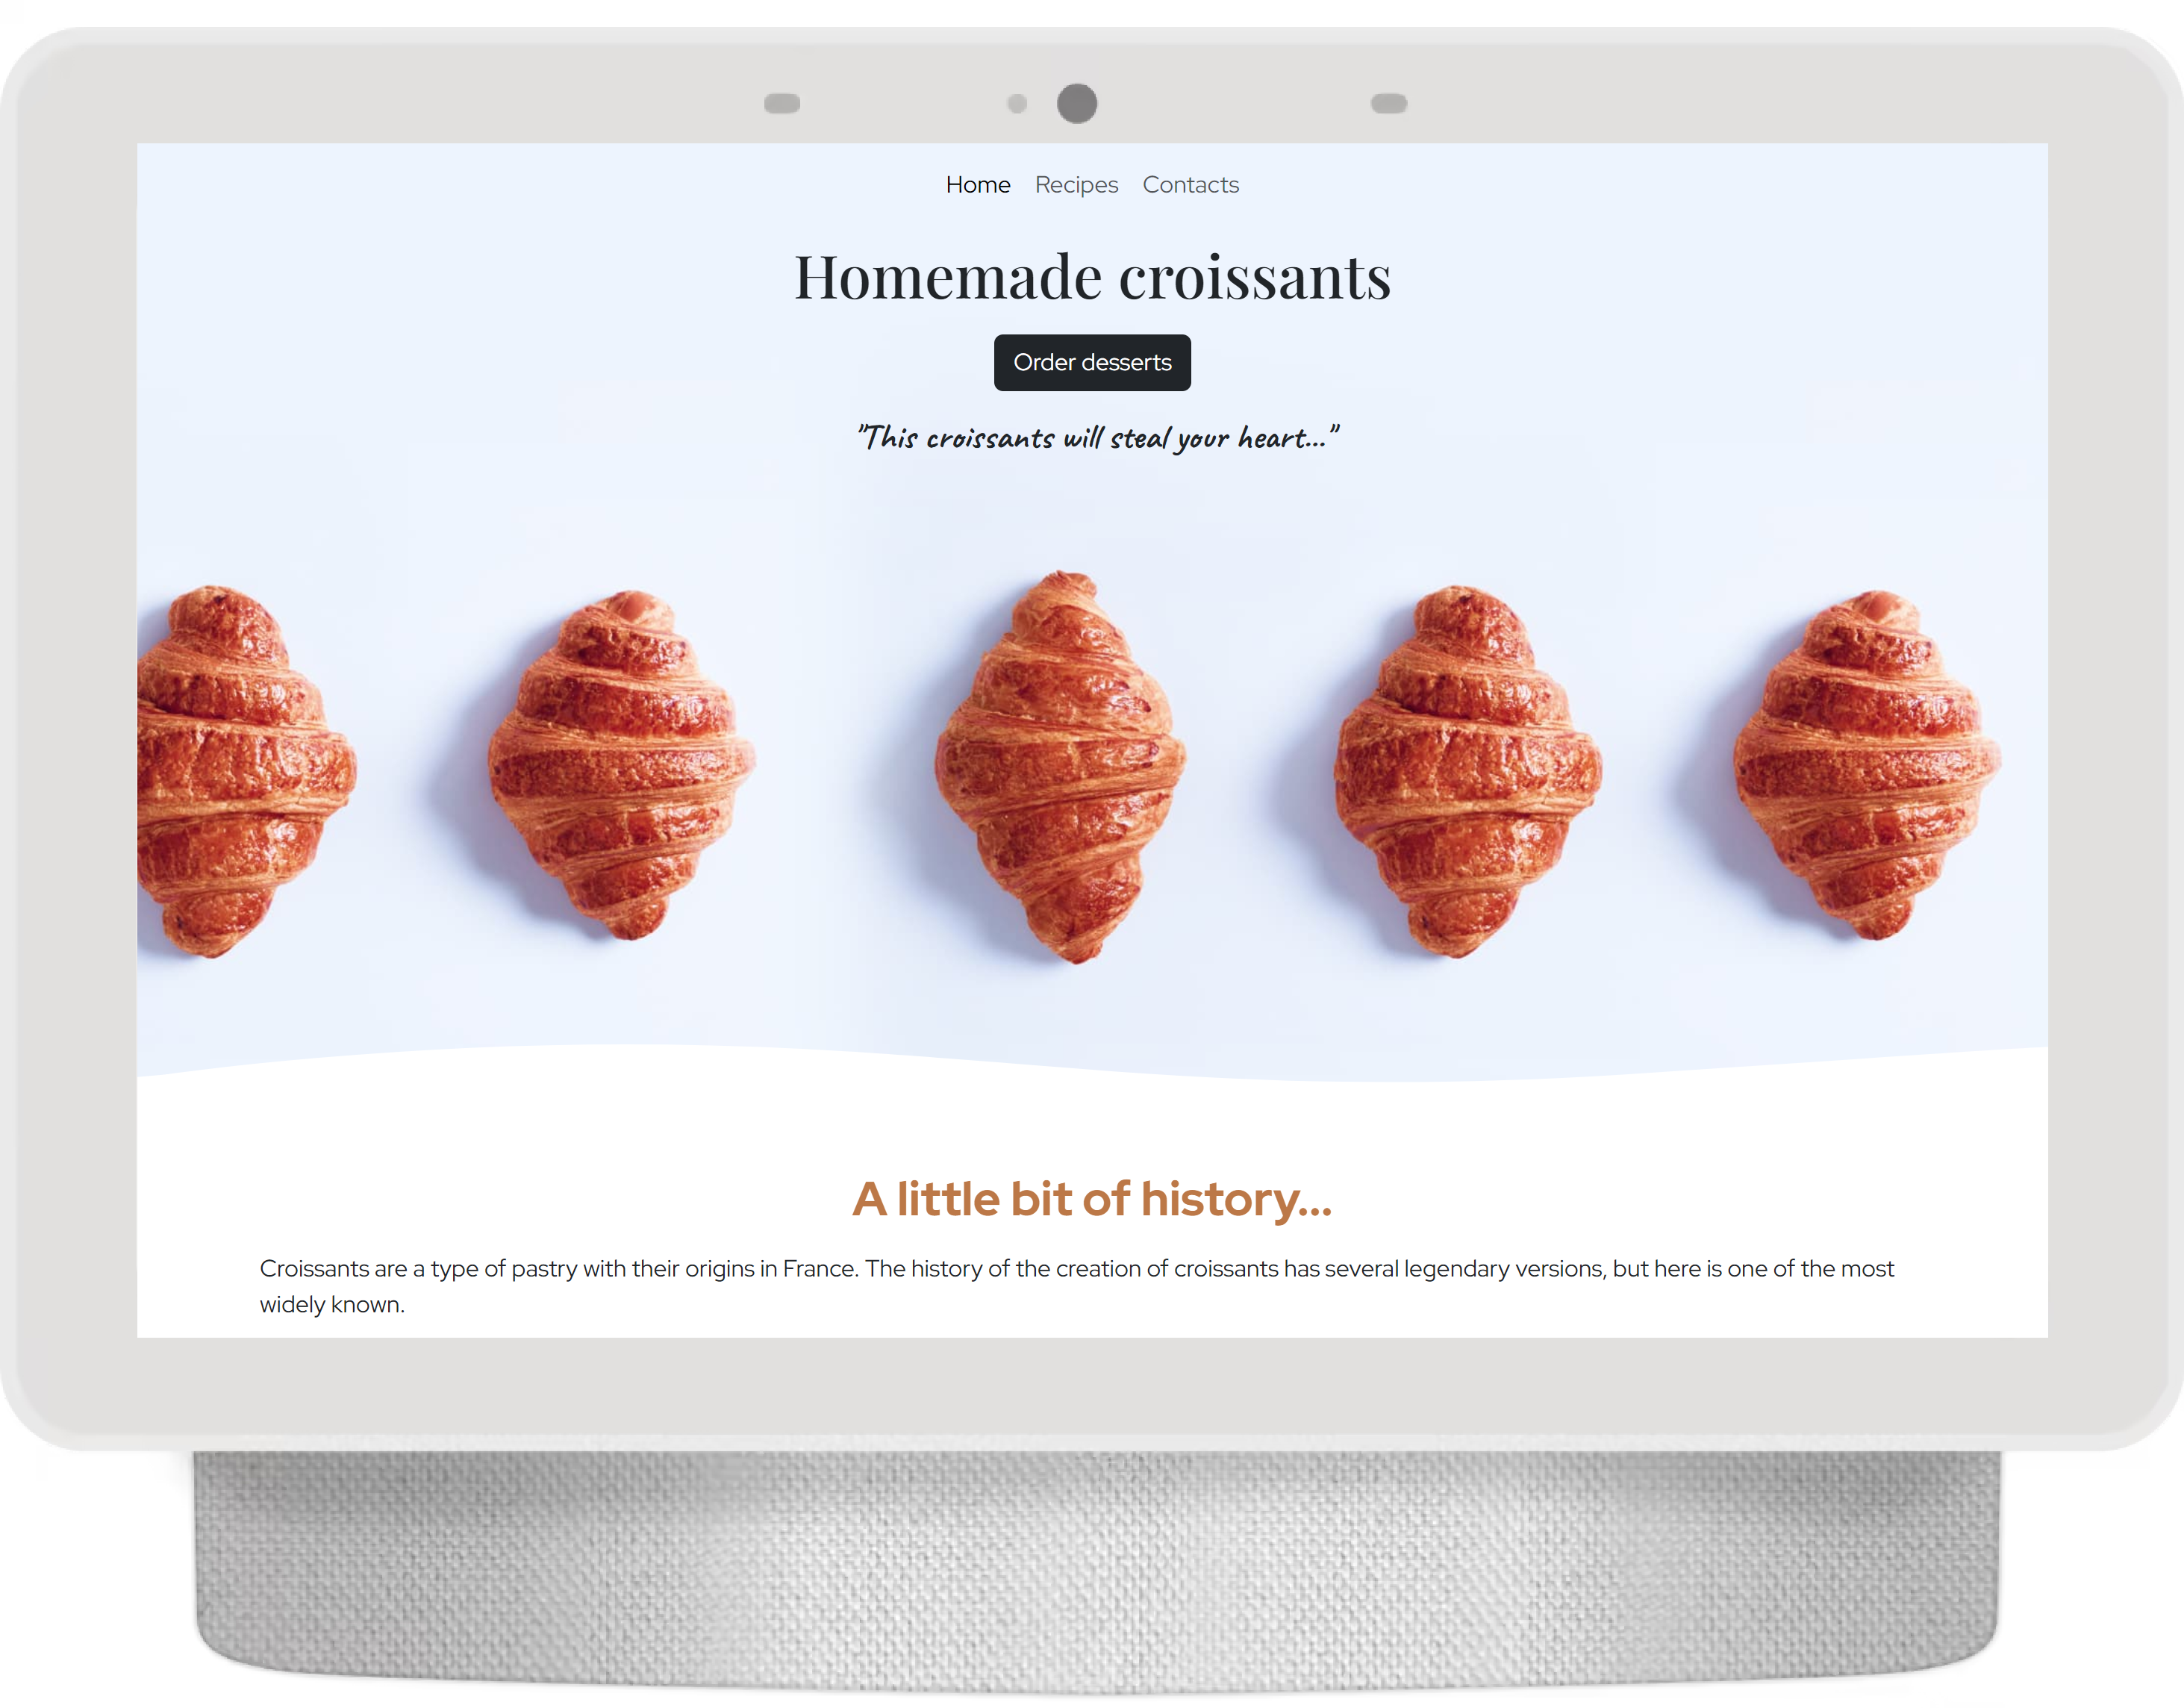 Home Recipes Contacts
Homemade croissants
Order desserts
"This croissants will steal your heart..."
A little bit of history...
Croissants are a type of pastry with their origins in France. The history of the creation of croissants has several legendary versions, but here is one of the most
widely known.